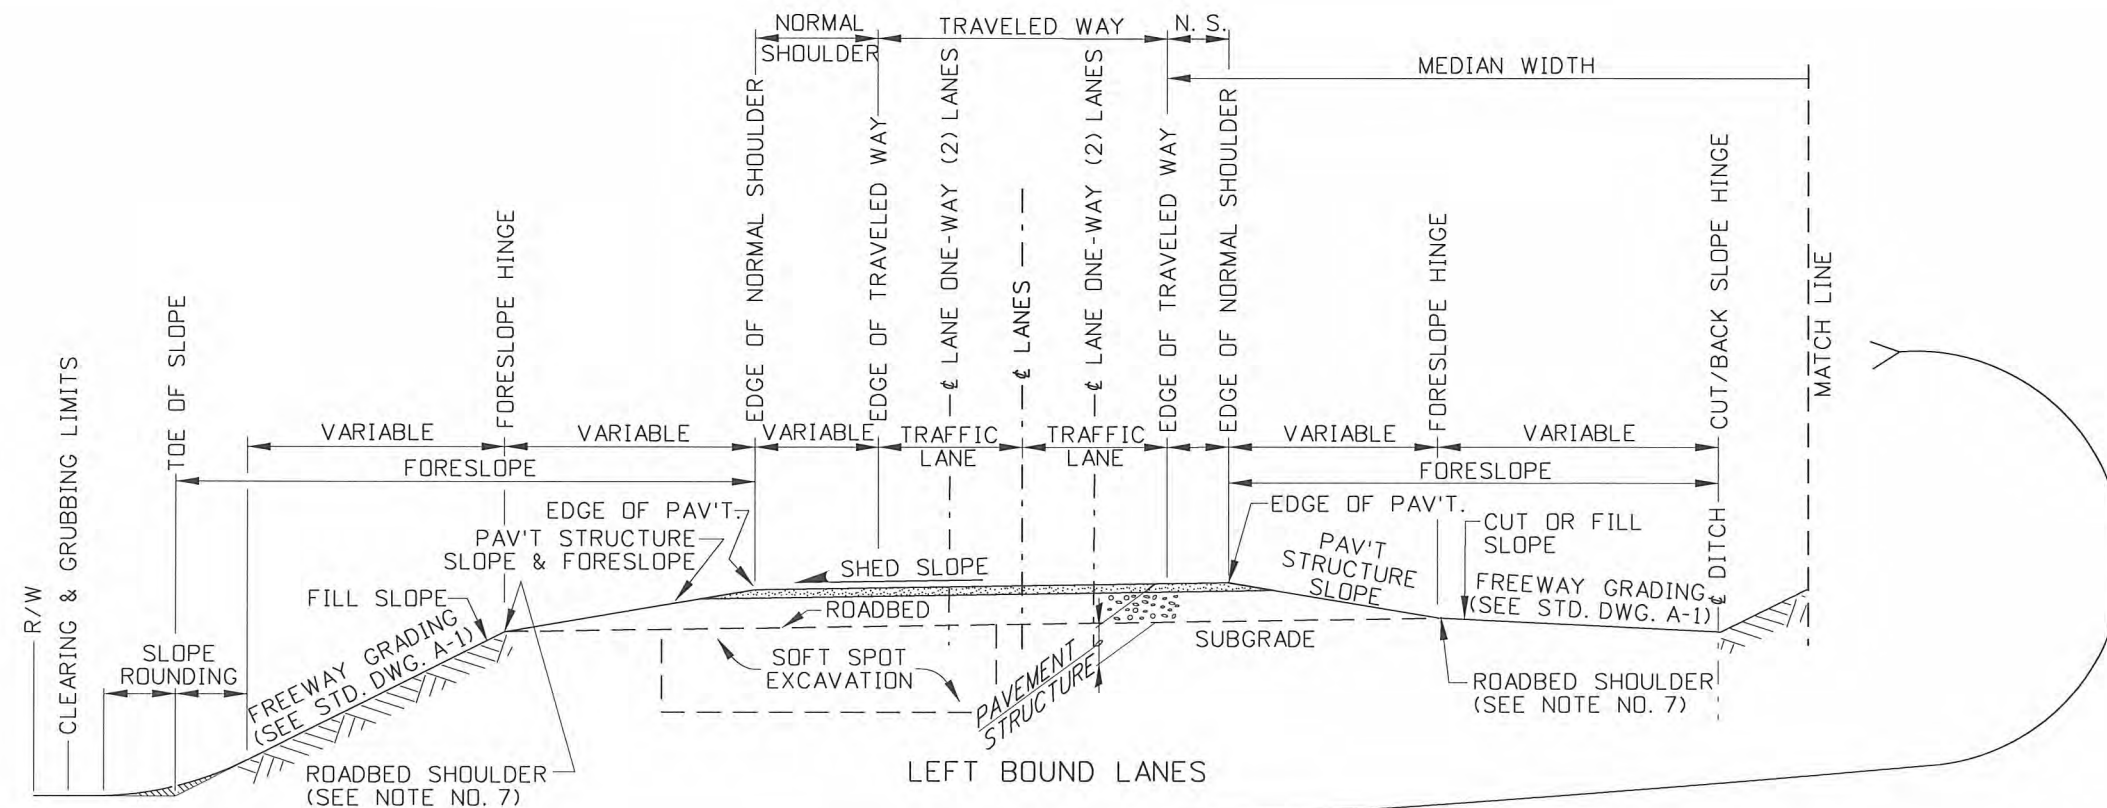 NORMAL
SHOULDER
TRAVELED WAY
N. S.
MEDIAN WIDTH
R/W
CLEARING & GRUBBING LIMITS
TOE OF SLOPE
FORESLOPE HINGE
EDGE OF NORMAL SHOULDER
EDGE OF TRAVELED WAY
℄ LANE ONE-WAY (2) LANES
℄ LANES
℄ LANE ONE-WAY (2) LANES
EDGE OF TRAVELED WAY
EDGE OF NORMAL SHOULDER
FORESLOPE HINGE
℄ DITCH
CUT/BACK SLOPE HINGE
MATCH LINE
VARIABLE
VARIABLE
VARIABLE
TRAFFIC
LANE
TRAFFIC
LANE
VARIABLE
VARIABLE
FORESLOPE
FORESLOPE
EDGE OF PAV'T.
PAV'T STRUCTURE
SLOPE & FORESLOPE
FILL SLOPE
SHED SLOPE
ROADBED
EDGE OF PAV'T.
PAV'T
STRUCTURE
SLOPE
CUT OR FILL
SLOPE
FREEWAY GRADING
(SEE STD. DWG. A-1)
SUBGRADE
SLOPE
ROUNDING
FREEWAY GRADING
(SEE STD. DWG. A-1)
SOFT SPOT
EXCAVATION
PAVEMENT
STRUCTURE
ROADBED SHOULDER
(SEE NOTE NO. 7)
ROADBED SHOULDER
(SEE NOTE NO. 7)
LEFT BOUND LANES